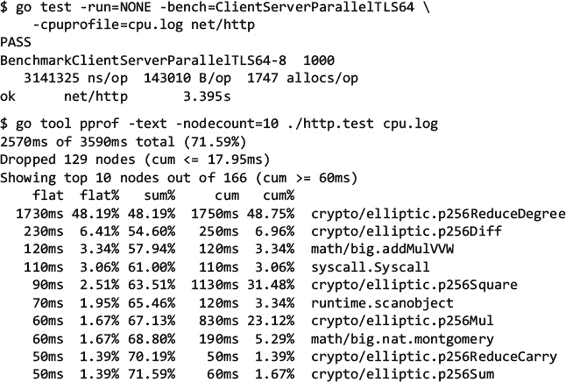 $ go test -run=NONE -bench=ClientServerParallelTLS64 \
    -cpuprofile=cpu.log net/http
PASS
BenchmarkClientServerParallelTLS64-8  1000
   3141325 ns/op  143010 B/op  1747 allocs/op
ok      net/http       3.395s
$ go tool pprof -text -nodecount=10 ./http.test cpu.log
2570ms of 3590ms total (71.59%)
Dropped 129 nodes (cum <= 17.95ms)
Showing top 10 nodes out of 166 (cum >= 60ms)
    flat  flat%   sum%     cum   cum%
  1730ms 48.19% 48.19%  1750ms 48.75%  crypto/elliptic.p256ReduceDegree
   230ms  6.41% 54.60%   250ms  6.96%  crypto/elliptic.p256Diff
   120ms  3.34% 57.94%   120ms  3.34%  math/big.addMulVVW
   110ms  3.06% 61.00%   110ms  3.06%  syscall.Syscall
    90ms  2.51% 63.51%  1130ms 31.48%  crypto/elliptic.p256Square
    70ms  1.95% 65.46%   120ms  3.34%  runtime.scanobject
    60ms  1.67% 67.13%   830ms 23.12%  crypto/elliptic.p256Mul
    60ms  1.67% 68.80%   190ms  5.29%  math/big.nat.montgomery
    50ms  1.39% 70.19%    50ms  1.39%  crypto/elliptic.p256ReduceCarry
    50ms  1.39% 71.59%    60ms  1.67%  crypto/elliptic.p256Sum